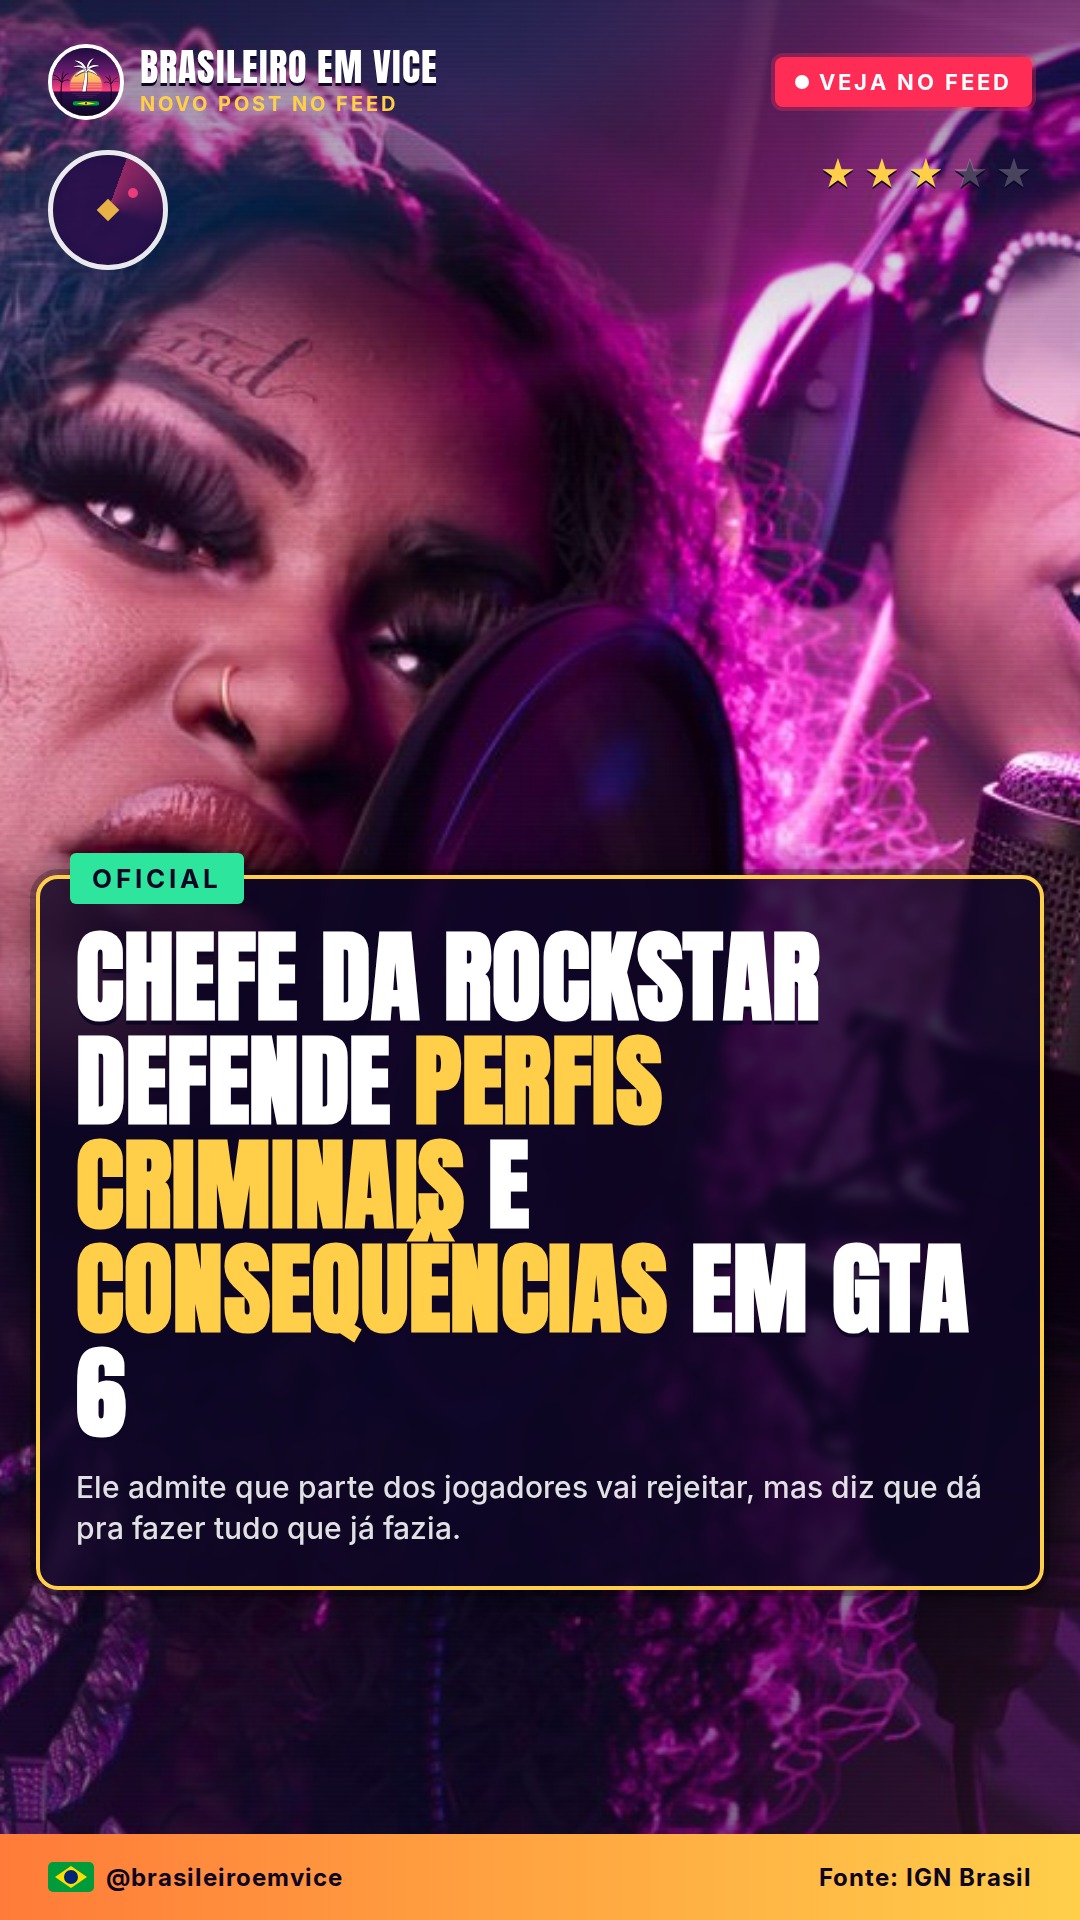 BRASILEIRO EM VICE
NOVO POST NO FEED
VEJA NO FEED
OFICIAL
CHEFE DA ROCKSTAR
DEFENDE PERFIS
CRIMINAIS E
CONSEQUÊNCIAS EM GTA
6
Ele admite que parte dos jogadores vai rejeitar, mas diz que dá
pra fazer tudo que já fazia.
@brasileiroemvice
Fonte: IGN Brasil